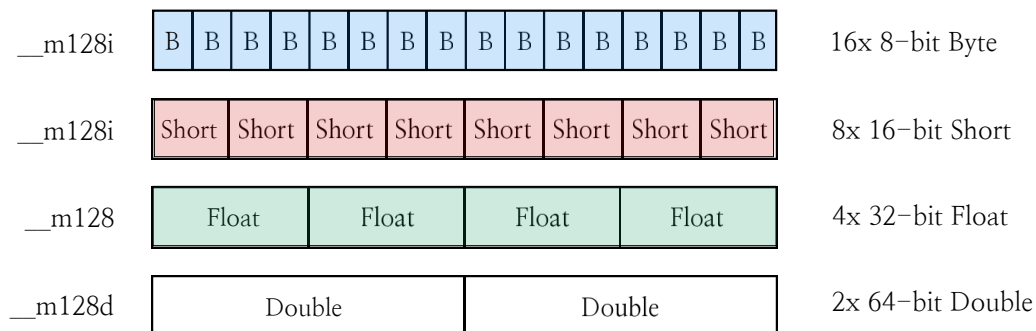 __m128i B B B B B B B B B B B B B B B B 16x 8-bit Byte
__m128i Short Short Short Short Short Short Short Short 8x 16-bit Short
__m128 Float Float Float Float 4x 32-bit Float
__m128d Double Double 2x 64-bit Double